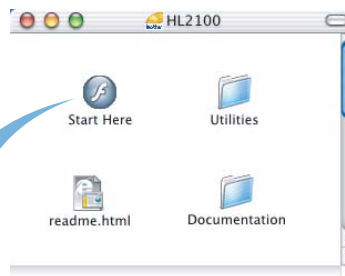 HL2100
Start Here
Utilities
readme.html
Documentation